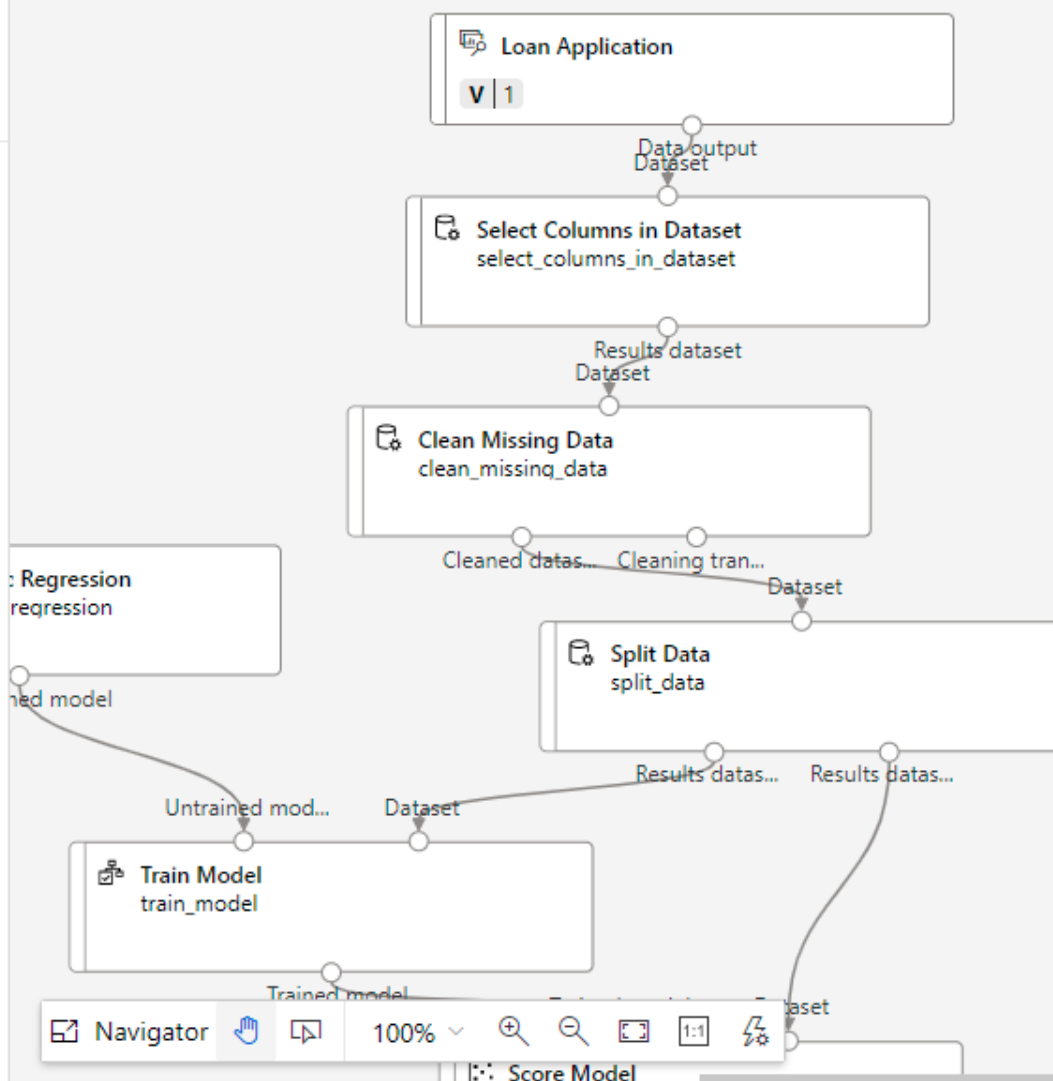 Loan Application
V | 1
Data output
Dataset
Select Columns in Dataset
select_columns_in_dataset
Results dataset
Dataset
Clean Missing Data
clean_missing_data
Cleaned datas... Cleaning tran...
Dataset
Regression
regression
model
Split Data
split_data
Results datas... Results datas...
Untrained mod... Dataset
Train Model
train_model
Trained model
Navigator 100% 1:1
Score Model